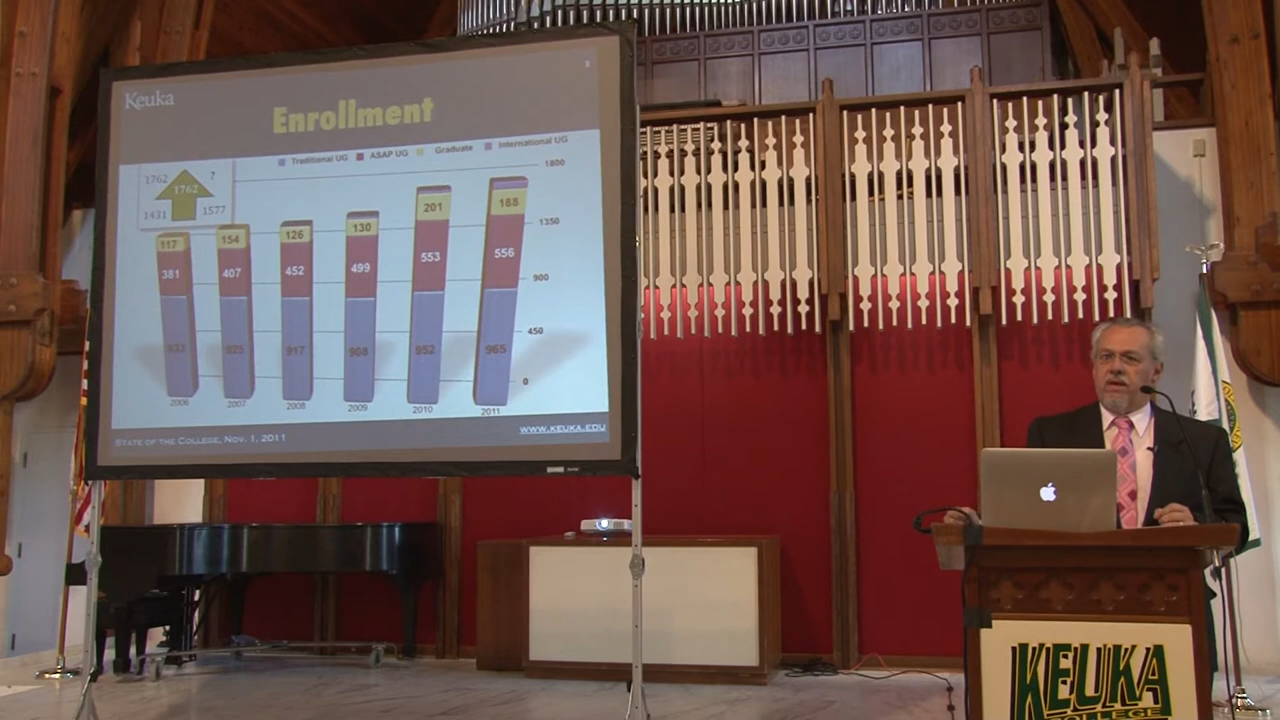 3
Keuka
Enrollment
Traditional UG ASAP UG Graduate International UG
1800
1762 1762 ?
1431 1577
1350
900
450
0
117 154 126 130 201 188
381 407 452 499 553 556
933 925 917 908 952 965
2006 2007 2008 2009 2010 2011
STATE OF THE COLLEGE, NOV. 1, 2011
WWW.KEUKA.EDU
KEUKA
COLLEGE